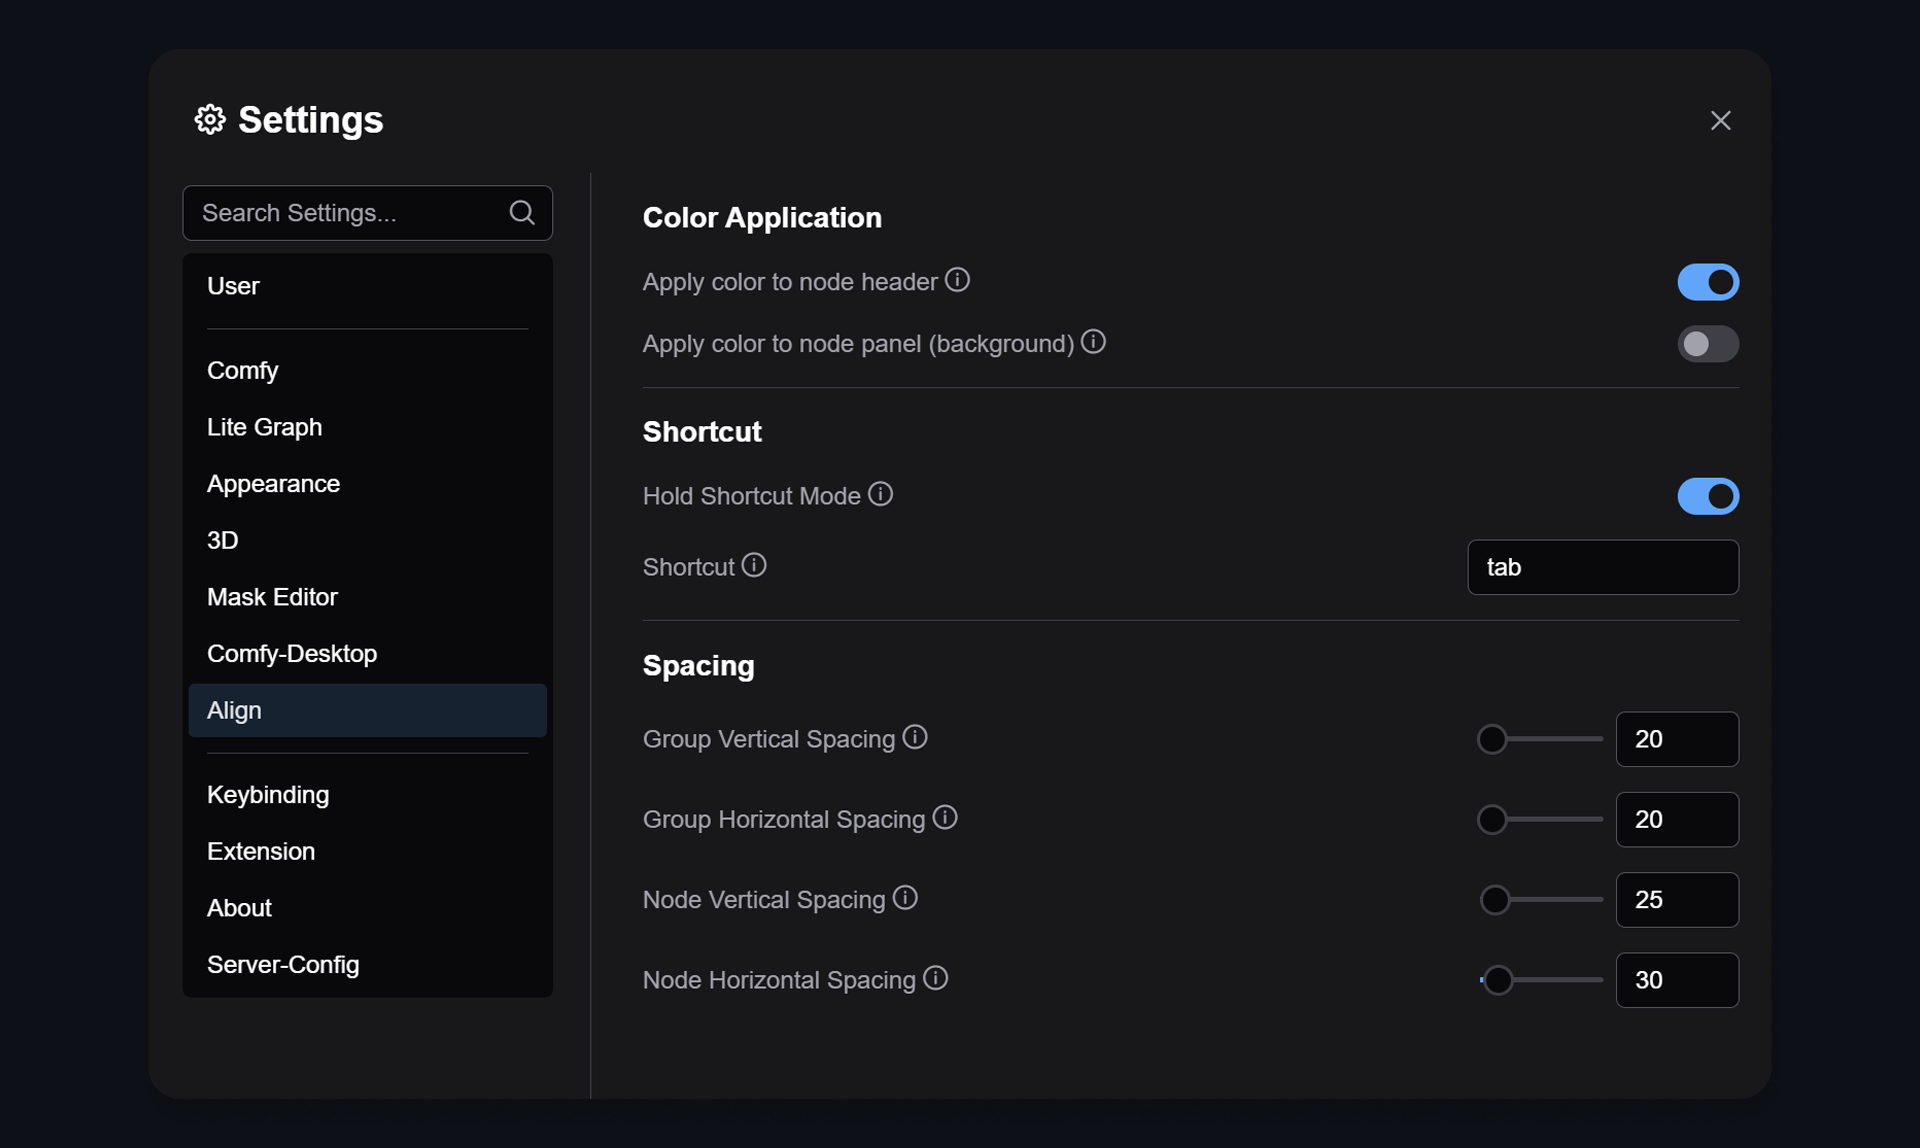 Settings
Search Settings...
User
Comfy
Lite Graph
Appearance
3D
Mask Editor
Comfy-Desktop
Align
Keybinding
Extension
About
Server-Config
Color Application
Apply color to node header
Apply color to node panel (background)
Shortcut
Hold Shortcut Mode
Shortcut
tab
Spacing
Group Vertical Spacing
20
Group Horizontal Spacing
20
Node Vertical Spacing
25
Node Horizontal Spacing
30